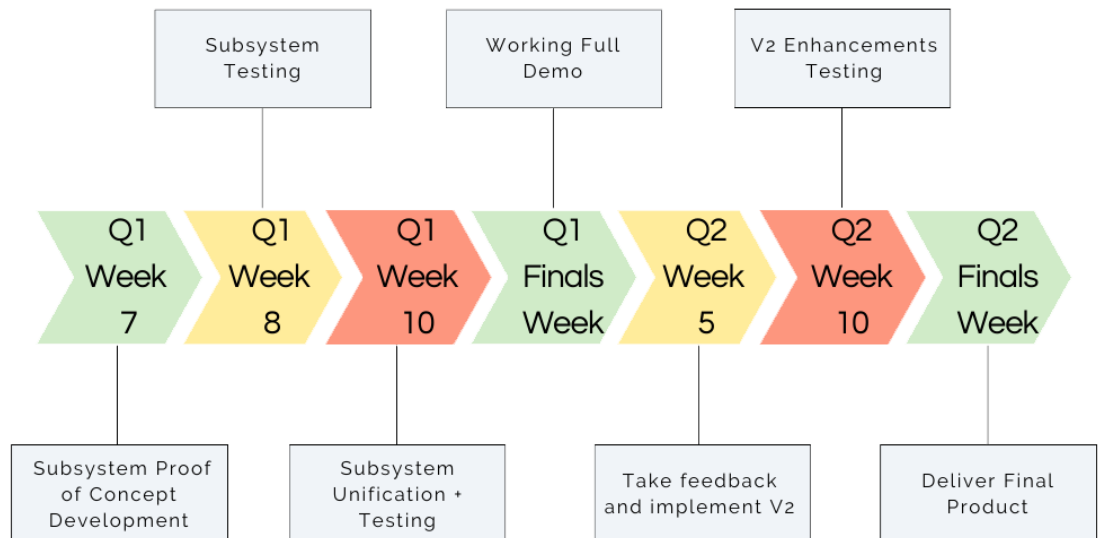 Subsystem
Testing
Working Full
Demo
V2 Enhancements
Testing
Q1
Week
7
Q1
Week
8
Q1
Week
10
Q1
Finals
Week
Q2
Week
5
Q2
Week
10
Q2
Finals
Week
Subsystem Proof
of Concept
Development
Subsystem
Unification +
Testing
Take feedback
and implement V2
Deliver Final
Product